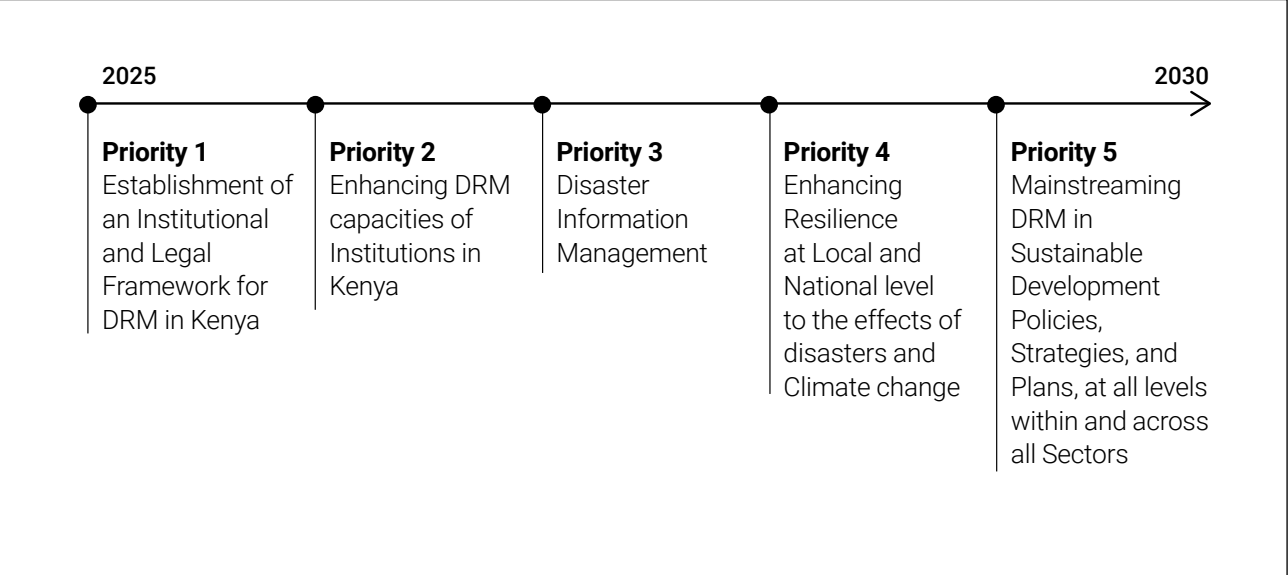 2025
2030
Priority 1
Establishment of
an Institutional
and Legal
Framework for
DRM in Kenya
Priority 2
Enhancing DRM
capacities of
Institutions in
Kenya
Priority 3
Disaster
Information
Management
Priority 4
Enhancing
Resilience
at Local and
National level
to the effects of
disasters and
Climate change
Priority 5
Mainstreaming
DRM in
Sustainable
Development
Policies,
Strategies, and
Plans, at all levels
within and across
all Sectors